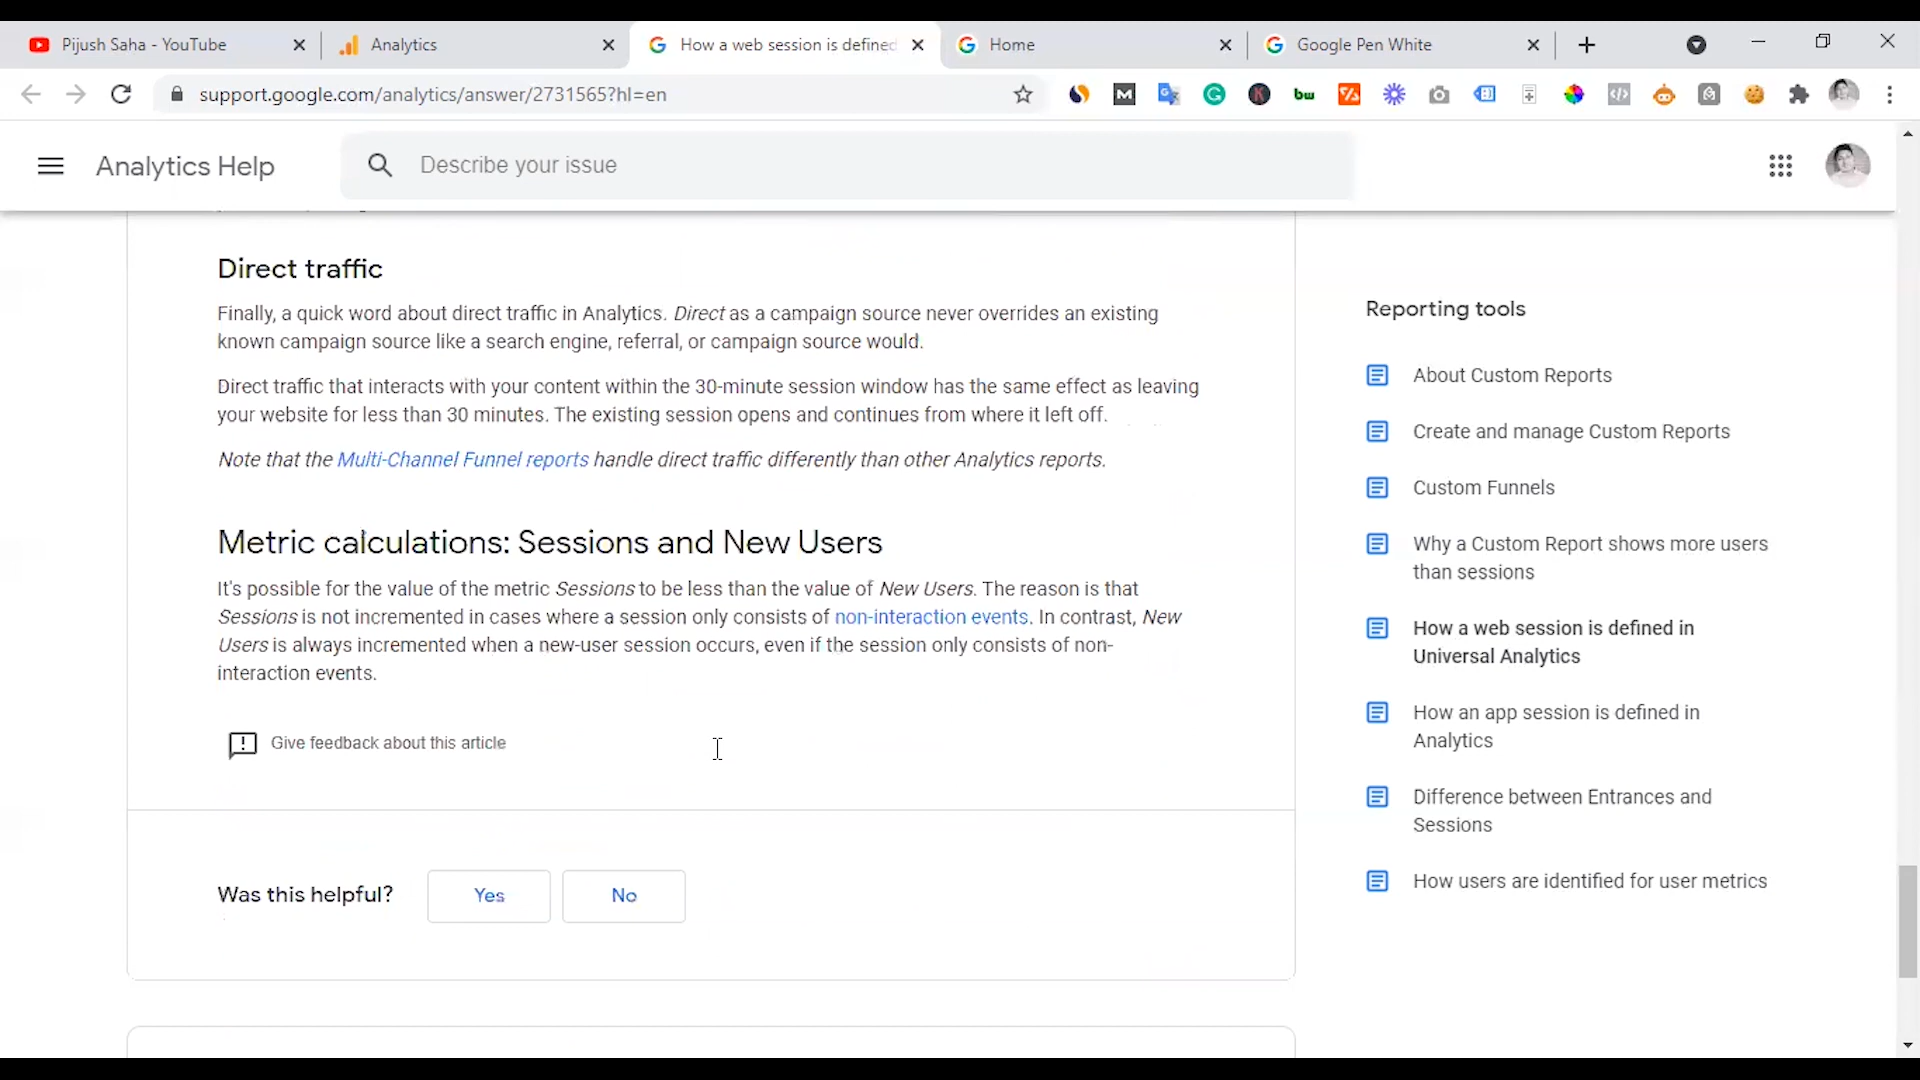 Pijush Saha - YouTube
Analytics
How a web session is defined
Home
Google Pen White
support.google.com/analytics/answer/2731565?hl=en
Analytics Help
Describe your issue
Direct traffic
Finally, a quick word about direct traffic in Analytics. Direct as a campaign source never overrides an existing
known campaign source like a search engine, referral, or campaign source would.
Direct traffic that interacts with your content within the 30-minute session window has the same effect as leaving
your website for less than 30 minutes. The existing session opens and continues from where it left off.
Note that the Multi-Channel Funnel reports handle direct traffic differently than other Analytics reports.
Metric calculations: Sessions and New Users
It's possible for the value of the metric Sessions to be less than the value of New Users. The reason is that
Sessions is not incremented in cases where a session only consists of non-interaction events. In contrast, New
Users is always incremented when a new-user session occurs, even if the session only consists of non-
interaction events.
Give feedback about this article
Was this helpful?
Yes
No
Reporting tools
About Custom Reports
Create and manage Custom Reports
Custom Funnels
Why a Custom Report shows more users
than sessions
How a web session is defined in
Universal Analytics
How an app session is defined in
Analytics
Difference between Entrances and
Sessions
How users are identified for user metrics